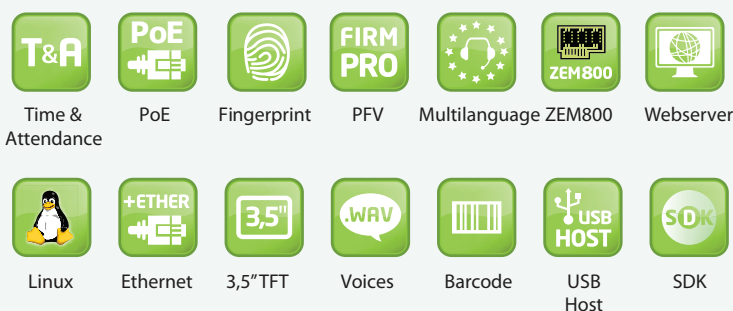 T&A
PoE
FIRM
PRO
ZEM800
Time &
Attendance
PoE
Fingerprint
PFV
Multilanguage
ZEM800
Webserver
+ETHER
3,5"
.WAV
USB
HOST
SDK
Linux
Ethernet
3,5” TFT
Voices
Barcode
USB
Host
SDK